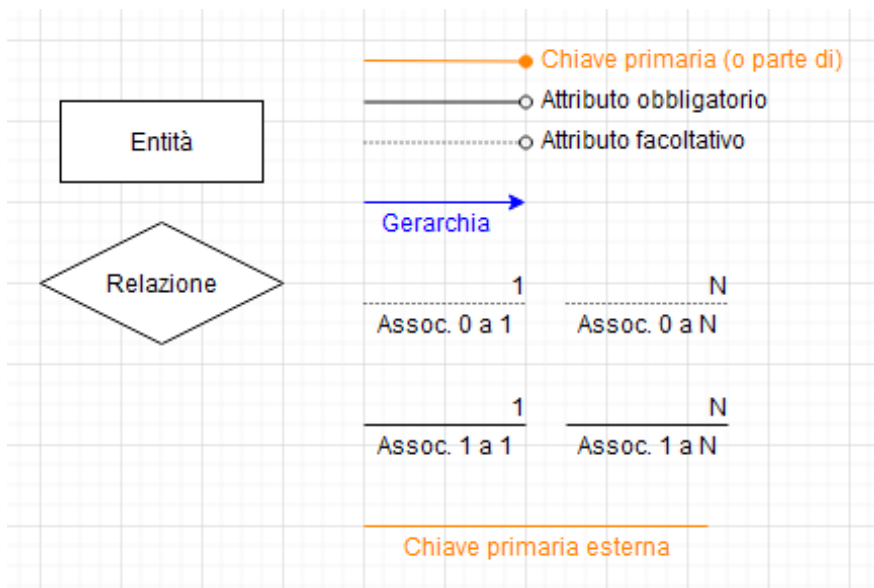 Chiave primaria (o parte di)
Attributo obbligatorio
Entità
Attributo facoltativo
Gerarchia
Relazione
1
N
Assoc. 0 a 1
Assoc. 0 a N
1
N
Assoc. 1 a 1
Assoc. 1 a N
Chiave primaria esterna